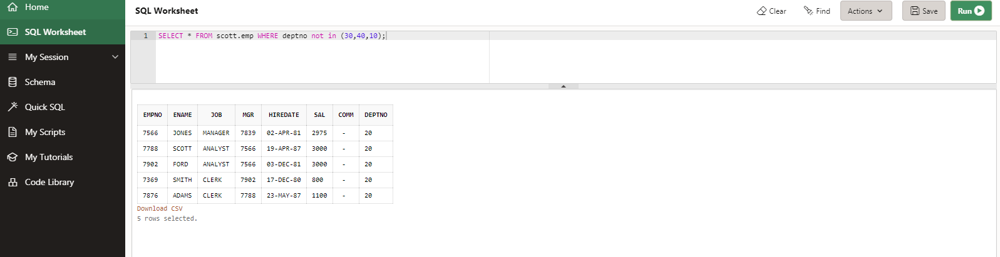 Home
SQL Worksheet
My Session
Schema
Quick SQL
My Scripts
My Tutorials
Code Library
SQL Worksheet
Clear Find Actions Save Run
1 SELECT * FROM scott.emp WHERE deptno not in (30,40,10);
EMPNO ENAME JOB MGR HIREDATE SAL COMM DEPTNO
7566 JONES MANAGER 7839 02-APR-81 2975 - 20
7788 SCOTT ANALYST 7566 19-APR-87 3000 - 20
7902 FORD ANALYST 7566 03-DEC-81 3000 - 20
7369 SMITH CLERK 7902 17-DEC-80 800 - 20
7876 ADAMS CLERK 7788 23-MAY-87 1100 - 20
Download CSV
5 rows selected.